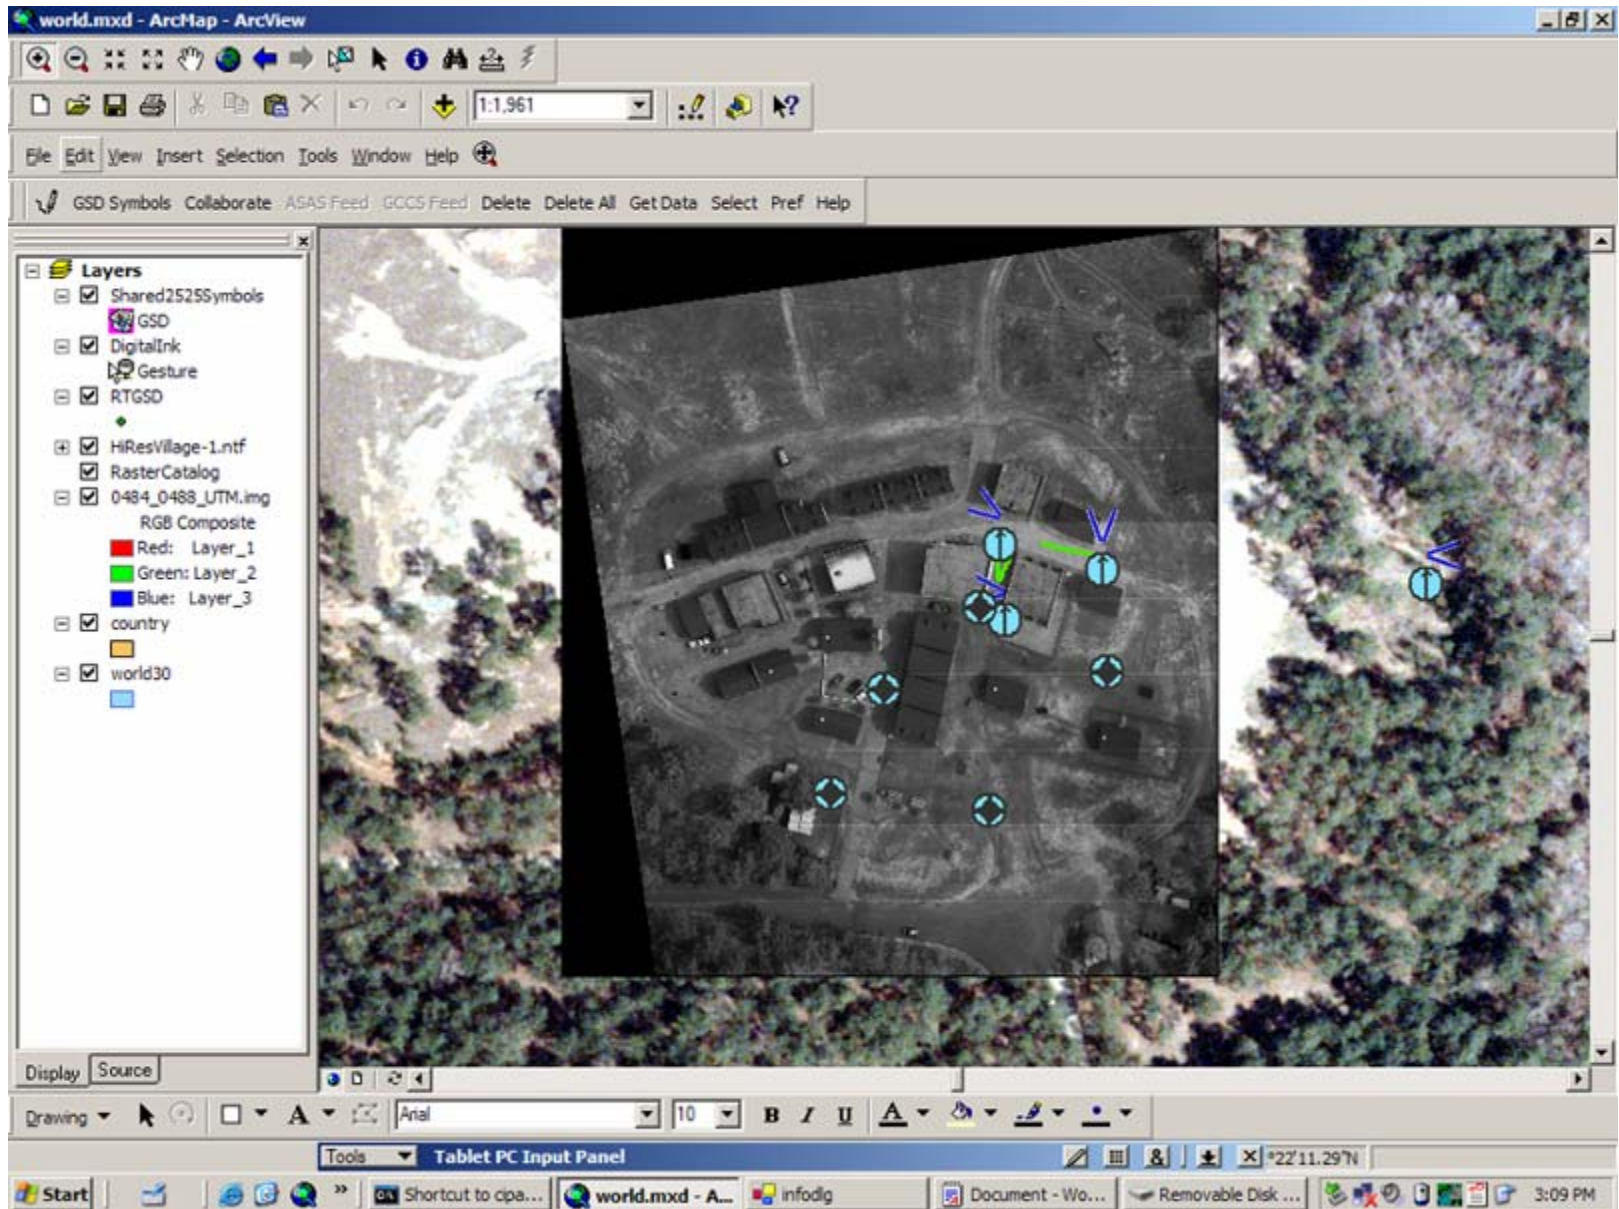 world.mxd - ArcMap - ArcView
1:1,961
File Edit View Insert Selection Tools Window Help
GSD Symbols Collaborate ASAS Feed GCCS Feed Delete Delete All Get Data Select Pref Help
Layers
Shared2525Symbols
GSD
DigitalInk
Gesture
RTGSD
HiResVillage-1.ntf
RasterCatalog
0484_0488_UTM.img
RGB Composite
Red: Layer_1
Green: Layer_2
Blue: Layer_3
country
world30
Display Source
Drawing A Arial 10 B I U A
Tools Tablet PC Input Panel & °22'11.29"N
Start » Shortcut to cipa... world.mxd - A... infodlg Document - Wo... Removable Disk ... 3:09 PM